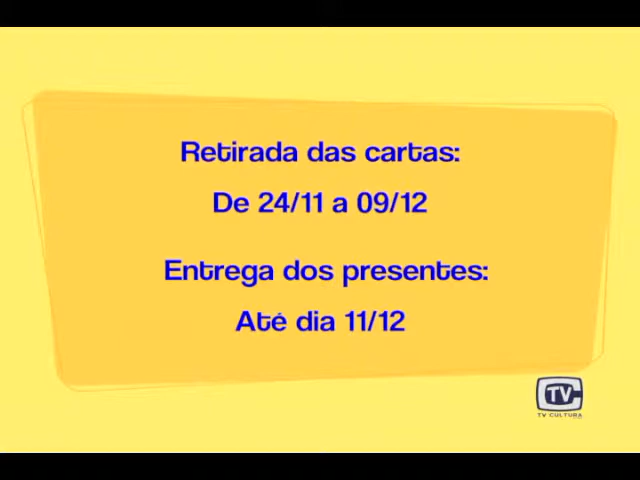 Retirada das cartas:
De 24/11 a 09/12
Entrega dos presentes:
Até dia 11/12
TV
TV CULTURA